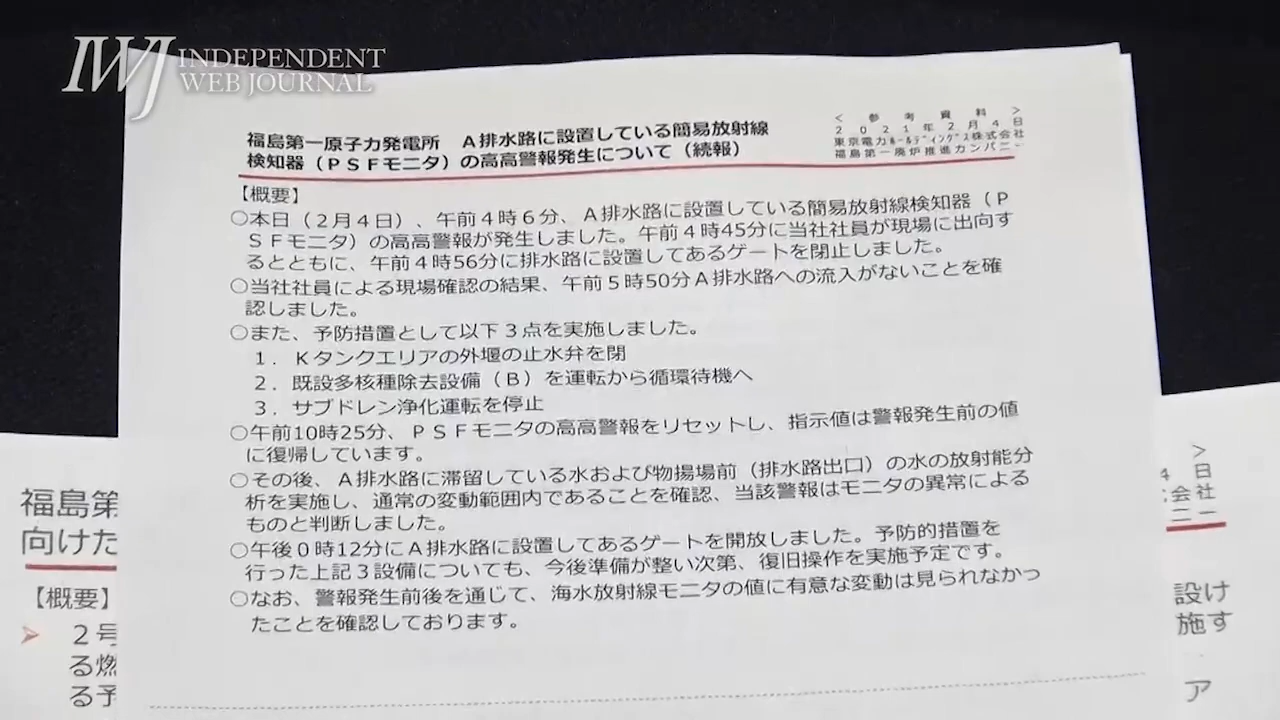 IWJ INDEPENDENT
WEB JOURNAL
＜参考資料＞
2021年2月4日
東京電力ホールディングス株式会社
福島第一廃炉推進カンパニー
福島第一原子力発電所　A排水路に設置している簡易放射線
検知器（PSFモニタ）の高高警報発生について（続報）
【概要】
○本日（2月4日）、午前4時6分、A排水路に設置している簡易放射線検知器（P
SFモニタ）の高高警報が発生しました。午前4時45分に当社社員が現場に出向す
るとともに、午前4時56分に排水路に設置してあるゲートを閉止しました。
○当社社員による現場確認の結果、午前5時50分A排水路への流入がないことを確
認しました。
○また、予防措置として以下3点を実施しました。
1．Kタンクエリアの外堰の止水弁を閉
2．既設多核種除去設備（B）を運転から循環待機へ
3．サブドレン浄化運転を停止
○午前10時25分、PSFモニタの高高警報をリセットし、指示値は警報発生前の値
に復帰しています。
○その後、A排水路に滞留している水および物揚場前（排水路出口）の水の放射能分
析を実施し、通常の変動範囲内であることを確認、当該警報はモニタの異常による
ものと判断しました。
○午後0時12分にA排水路に設置してあるゲートを開放しました。予防的措置を
行った上記3設備についても、今後準備が整い次第、復旧操作を実施予定です。
○なお、警報発生前後を通じて、海水放射線モニタの値に有意な変動は見られなかっ
たことを確認しております。
福島第
向けた
【概要】
2号
る燃
る予
＞
4日
会社
ニー
設け
施す
ア